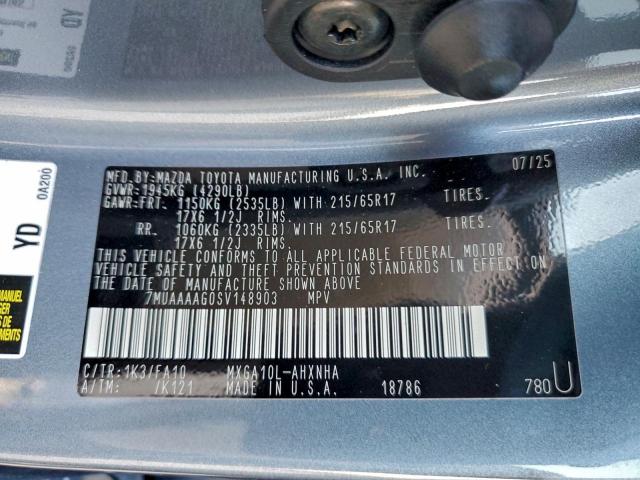 MFD.BY:MAZDA TOYOTA MANUFACTURING U.S.A., INC. 07/25
GVWR:1945KG (4290LB)
GAWR:FRT. 1150KG (2535LB) WITH 215/65R17 TIRES.
17X6 1/2J RIMS.
RR. 1060KG (2335LB) WITH 215/65R17 TIRES.
17X6 1/2J RIMS.
THIS VEHICLE CONFORMS TO ALL APPLICABLE FEDERAL MOTOR
VEHICLE SAFETY AND THEFT PREVENTION STANDARDS IN EFFECT ON
THE DATE OF MANUFACTURE SHOWN ABOVE
7MUAAAAG0SV148903 MPV
C/TR:1K3/FA10 MXGA10L-AHXNHA
A/TM: /K121 MADE IN U.S.A. 18786 780U
YD
0A200
MANUEL